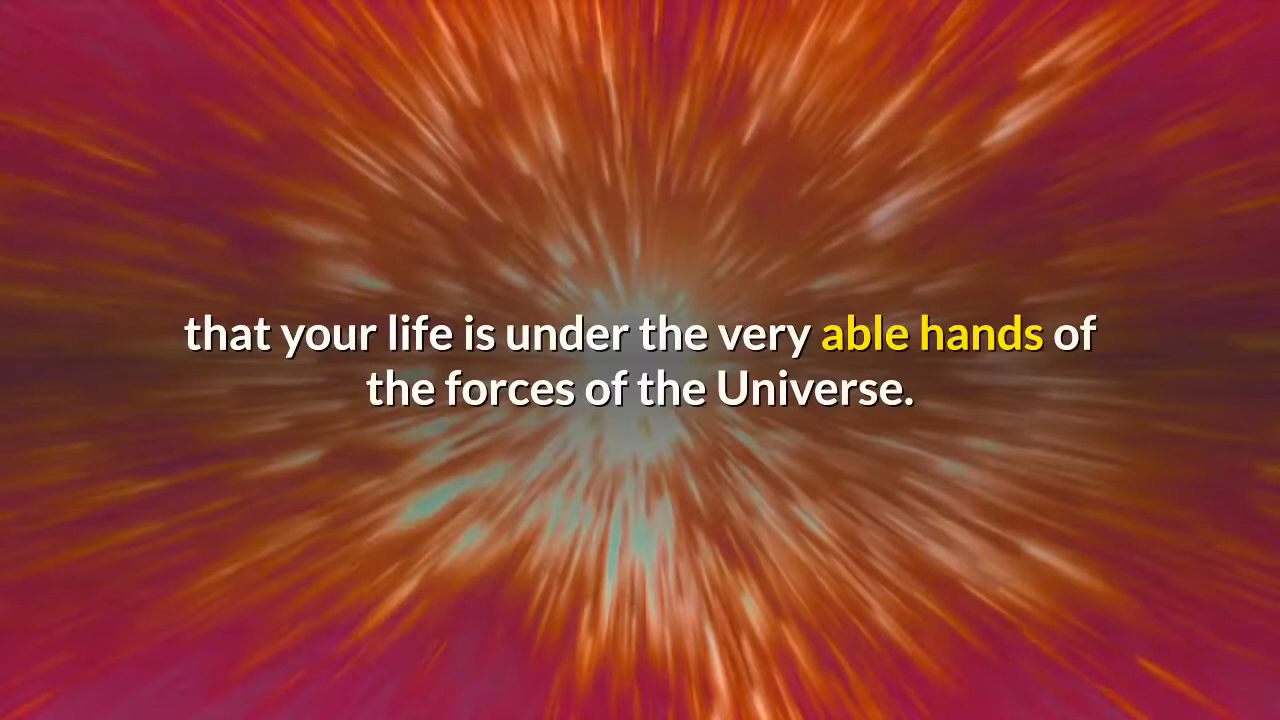 that your life is under the very able hands of
the forces of the Universe.